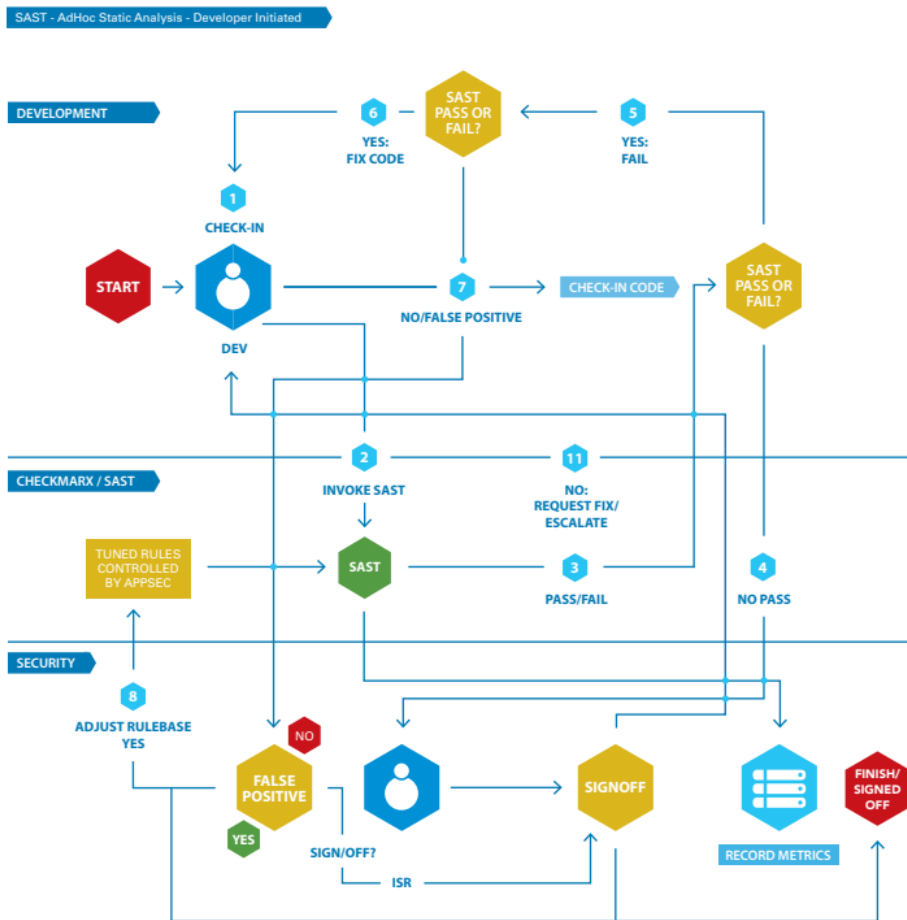 SAST - AdHoc Static Analysis - Developer Initiated
DEVELOPMENT
SAST
PASS OR
FAIL?
6
YES:
FIX CODE
5
YES:
FAIL
1
CHECK-IN
START
DEV
7
NO/FALSE POSITIVE
CHECK-IN CODE
SAST
PASS OR
FAIL?
CHECKMARX / SAST
2
INVOKE SAST
11
NO:
REQUEST FIX/
ESCALATE
TUNED RULES
CONTROLLED
BY APPSEC
SAST
3
PASS/FAIL
4
NO PASS
SECURITY
8
ADJUST RULEBASE
YES
NO
FALSE
POSITIVE
YES
SIGN/OFF?
ISR
SIGNOFF
RECORD METRICS
FINISH/
SIGNED
OFF